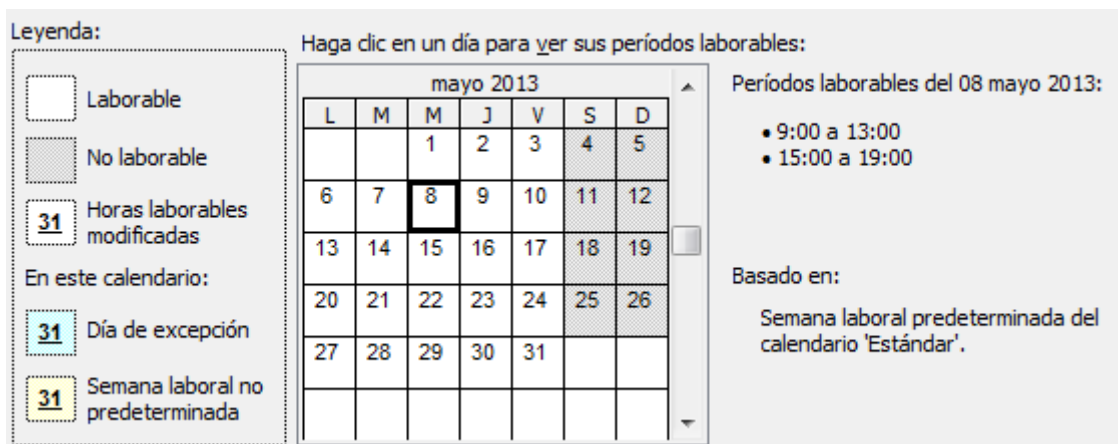 Leyenda:
Laborable
No laborable
31 Horas laborables
modificadas
En este calendario:
31 Día de excepción
31 Semana laboral no
predeterminada
Haga clic en un día para ver sus períodos laborables:
mayo 2013
L M M J V S D
1 2 3 4 5
6 7 8 9 10 11 12
13 14 15 16 17 18 19
20 21 22 23 24 25 26
27 28 29 30 31
Períodos laborables del 08 mayo 2013:
• 9:00 a 13:00
• 15:00 a 19:00
Basado en:
Semana laboral predeterminada del
calendario 'Estándar'.